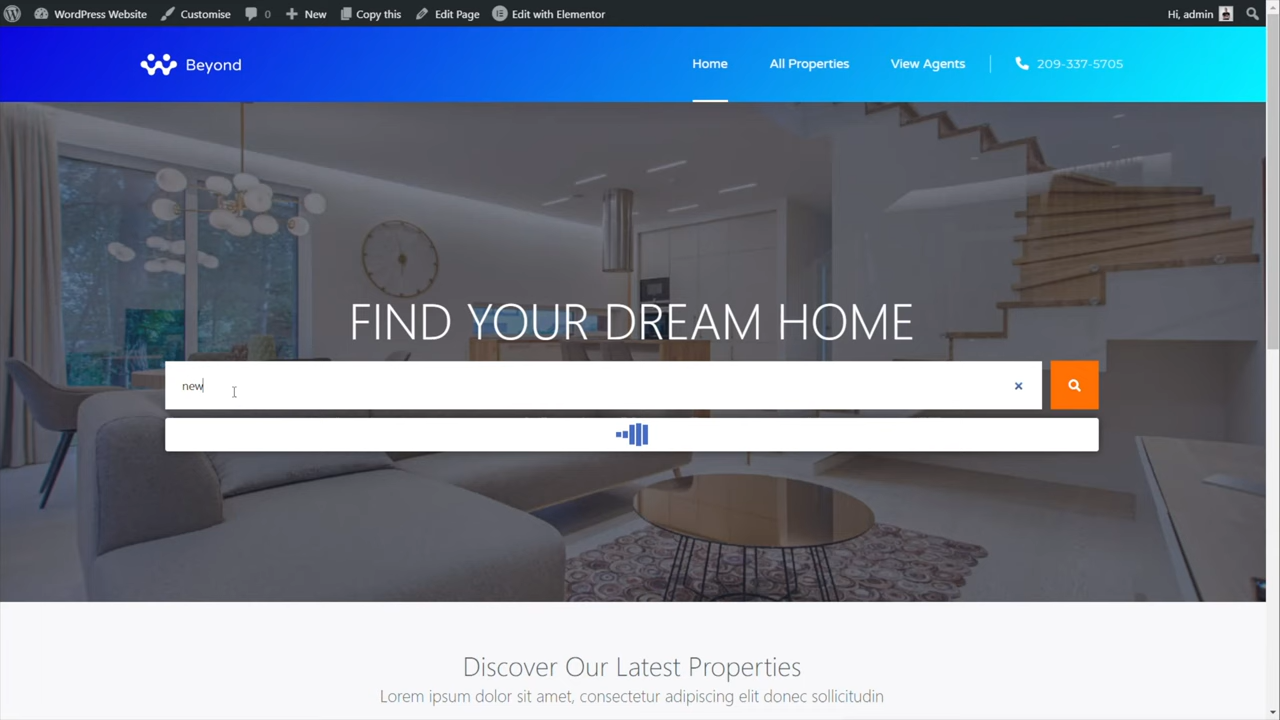 WordPress Website Customise 0 New Copy this Edit Page Edit with Elementor Hi, admin
Beyond Home All Properties View Agents 209-337-5705
FIND YOUR DREAM HOME
new
Discover Our Latest Properties
Lorem ipsum dolor sit amet, consectetur adipiscing elit donec sollicitudin